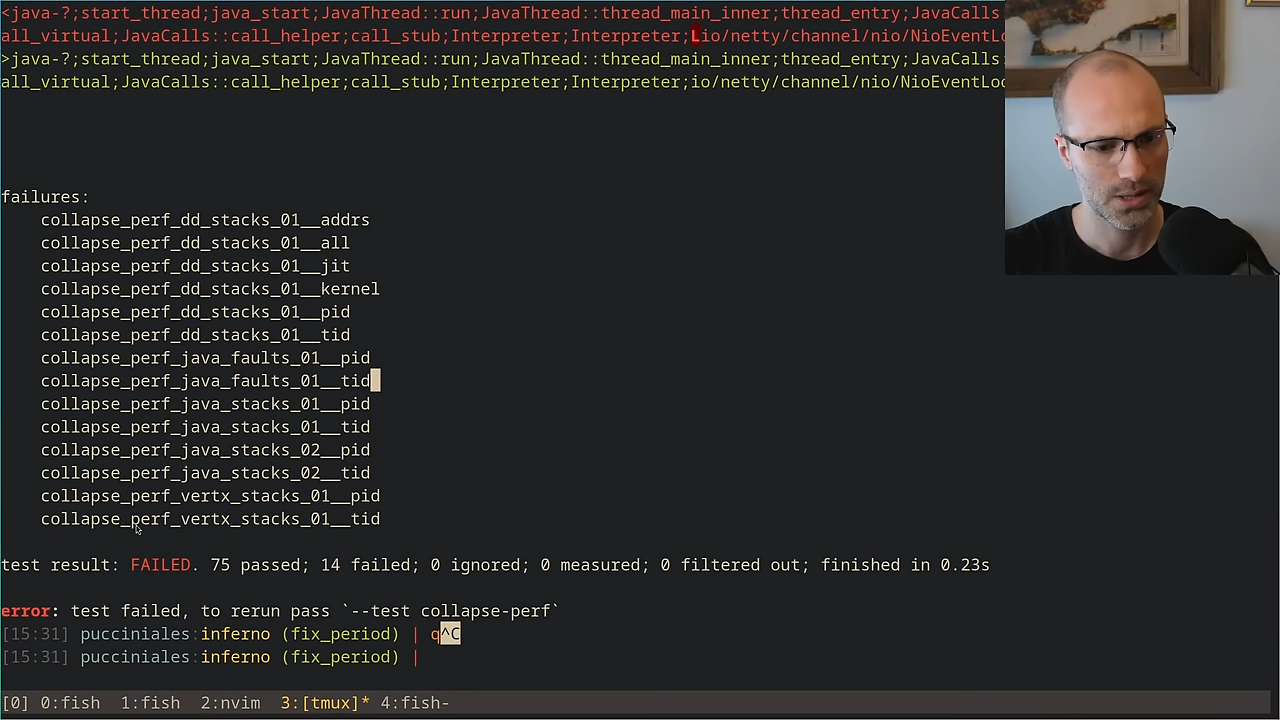 <java-?;start_thread;java_start;JavaThread::run;JavaThread::thread_main_inner;thread_entry;JavaCalls
all_virtual;JavaCalls::call_helper;call_stub;Interpreter;Interpreter;Lio/netty/channel/nio/NioEventLo
>java-?;start_thread;java_start;JavaThread::run;JavaThread::thread_main_inner;thread_entry;JavaCalls:
all_virtual;JavaCalls::call_helper;call_stub;Interpreter;Interpreter;io/netty/channel/nio/NioEventLoo
failures:
collapse_perf_dd_stacks_01__addrs
collapse_perf_dd_stacks_01__all
collapse_perf_dd_stacks_01__jit
collapse_perf_dd_stacks_01__kernel
collapse_perf_dd_stacks_01__pid
collapse_perf_dd_stacks_01__tid
collapse_perf_java_faults_01__pid
collapse_perf_java_faults_01__tid
collapse_perf_java_stacks_01__pid
collapse_perf_java_stacks_01__tid
collapse_perf_java_stacks_02__pid
collapse_perf_java_stacks_02__tid
collapse_perf_vertx_stacks_01__pid
collapse_perf_vertx_stacks_01__tid
test result: FAILED. 75 passed; 14 failed; 0 ignored; 0 measured; 0 filtered out; finished in 0.23s
error: test failed, to rerun pass `--test collapse-perf`
[15:31] pucciniales:inferno (fix_period) | q^C
[15:31] pucciniales:inferno (fix_period) |
[0] 0:fish 1:fish 2:nvim 3:[tmux]* 4:fish-